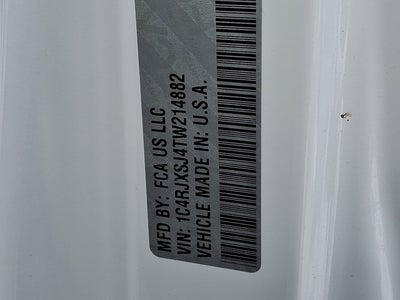 MFD BY: FCA US LLC
VIN: 1C4RJXSJ4TW214882
VEHICLE MADE IN: U.S.A.